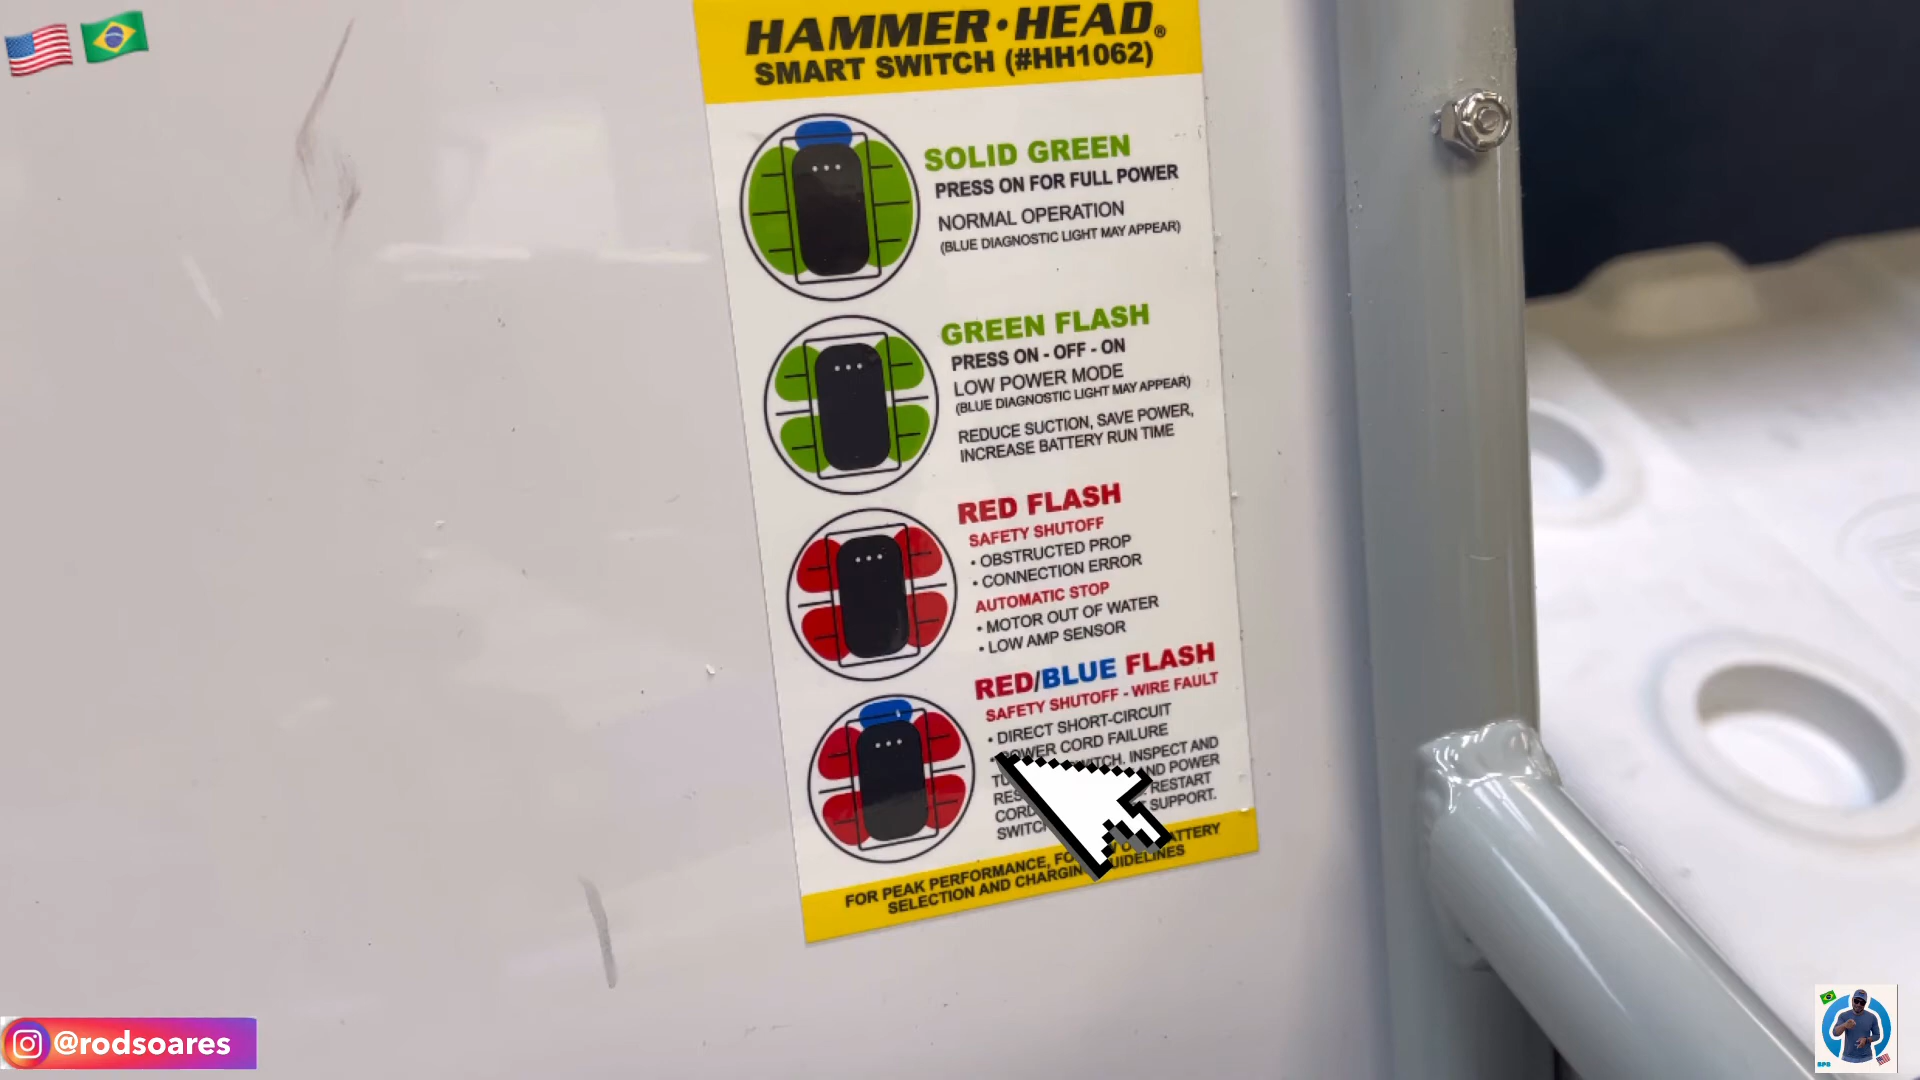 HAMMER•HEAD®
SMART SWITCH (#HH1062)
SOLID GREEN
PRESS ON FOR FULL POWER
NORMAL OPERATION
(BLUE DIAGNOSTIC LIGHT MAY APPEAR)
GREEN FLASH
PRESS ON - OFF - ON
LOW POWER MODE
(BLUE DIAGNOSTIC LIGHT MAY APPEAR)
REDUCE SUCTION, SAVE POWER,
INCREASE BATTERY RUN TIME
RED FLASH
SAFETY SHUTOFF
• OBSTRUCTED PROP
• CONNECTION ERROR
AUTOMATIC STOP
• MOTOR OUT OF WATER
• LOW AMP SENSOR
RED/BLUE FLASH
SAFETY SHUTOFF - WIRE FAULT
• DIRECT SHORT-CIRCUIT
• POWER CORD FAILURE
INSPECT AND
AND POWER
RESTART
SUPPORT.
FOR PEAK PERFORMANCE, BATTERY
SELECTION AND CHARGING GUIDELINES
@rodsoares